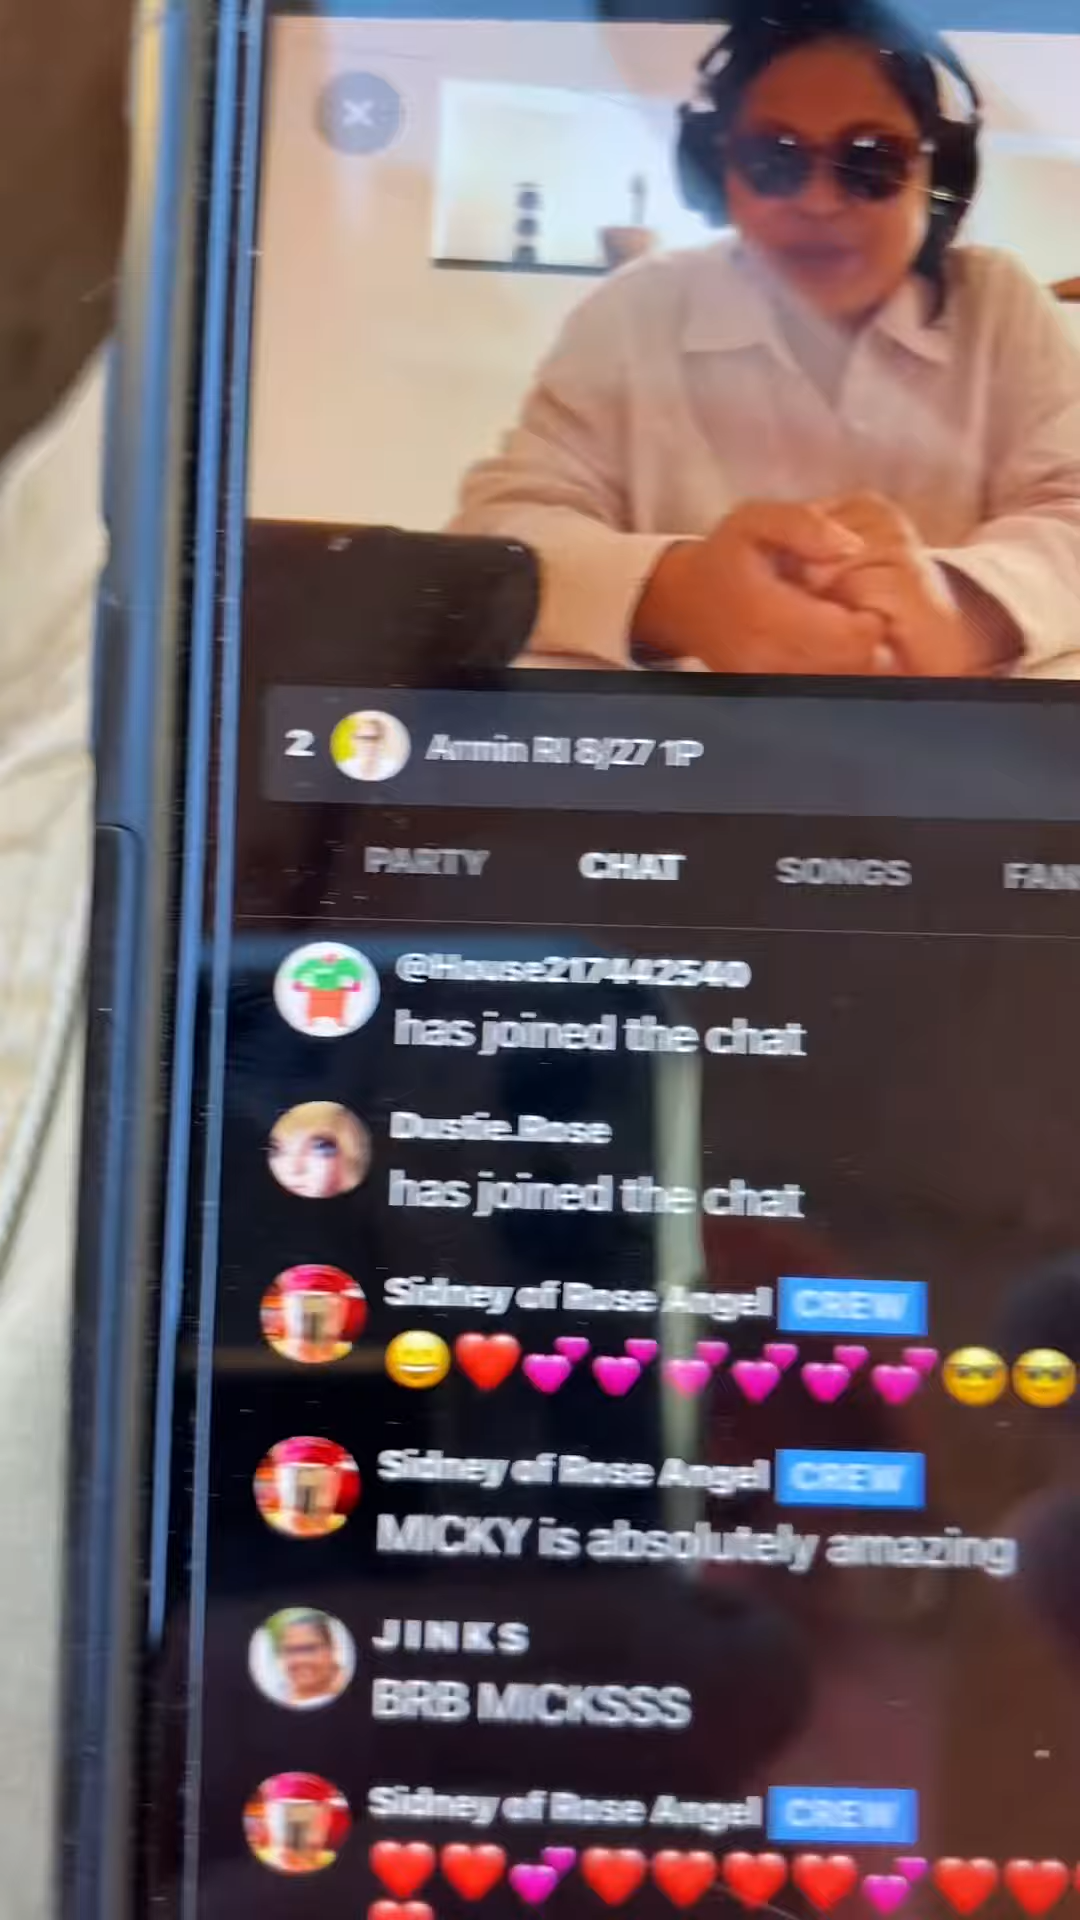 2 Armin RI 8/27 1P
PARTY CHAT SONGS FAN
@House217442540
has joined the chat
Dustie.Rose
has joined the chat
Sidney of Rose Angel CREW
Sidney of Rose Angel CREW
MICKY is absolutely amazing
JINKS
BRB MICKSSS
Sidney of Rose Angel CREW